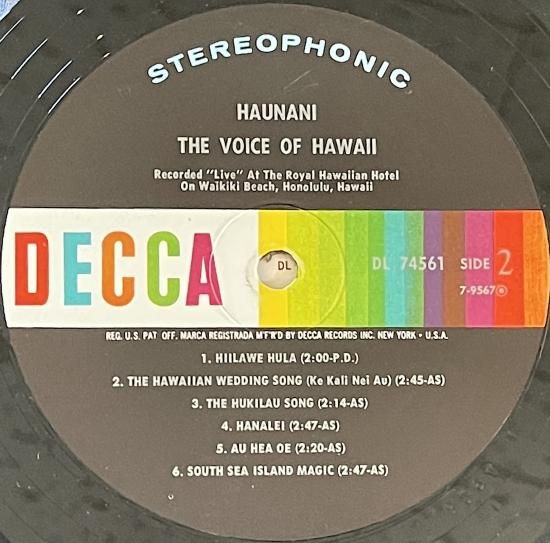 STEREOPHONIC
HAUNANI
THE VOICE OF HAWAII
Recorded "Live" At The Royal Hawaiian Hotel
On Waikiki Beach, Honolulu, Hawaii
DECCA
DL
DL 74561 SIDE 2
7-9567
REG. U.S. PAT OFF. MARCA REGISTRADA M'F'R'D BY DECCA RECORDS INC. NEW YORK • U.S.A.
1. HIILAWE HULA (2:00-P.D.)
2. THE HAWAIIAN WEDDING SONG (Ke Kali Nei Au) (2:45-AS)
3. THE HUKILAU SONG (2:14-AS)
4. HANALEI (2:47-AS)
5. AU HEA OE (2:20-AS)
6. SOUTH SEA ISLAND MAGIC (2:47-AS)